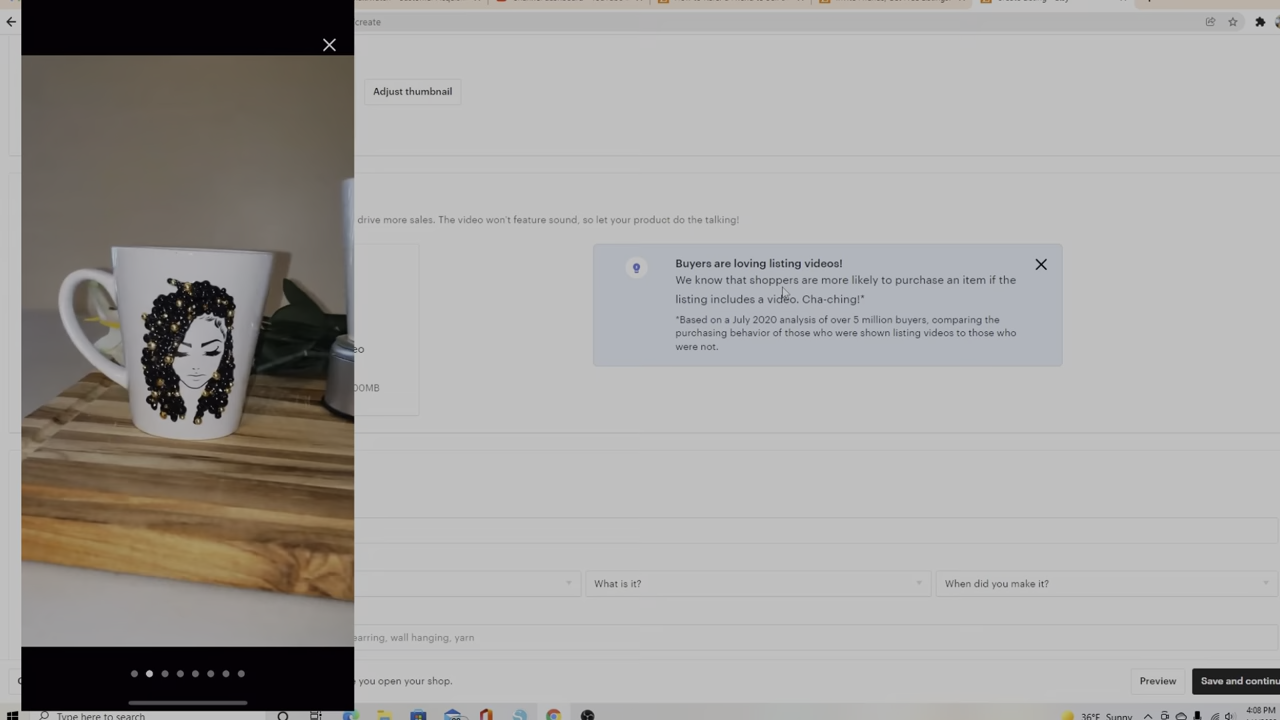 create
Adjust thumbnail
drive more sales. The video won't feature sound, so let your product do the talking!
Buyers are loving listing videos!
We know that shoppers are more likely to purchase an item if the
listing includes a video. Cha-ching!*
*Based on a July 2020 analysis of over 5 million buyers, comparing the
purchasing behavior of those who were shown listing videos to those who
were not.
eo
00MB
What is it?
When did you make it?
earring, wall hanging, yarn
you open your shop.
Preview
Save and continu
Type here to search
36°F Sunny
4:08 PM